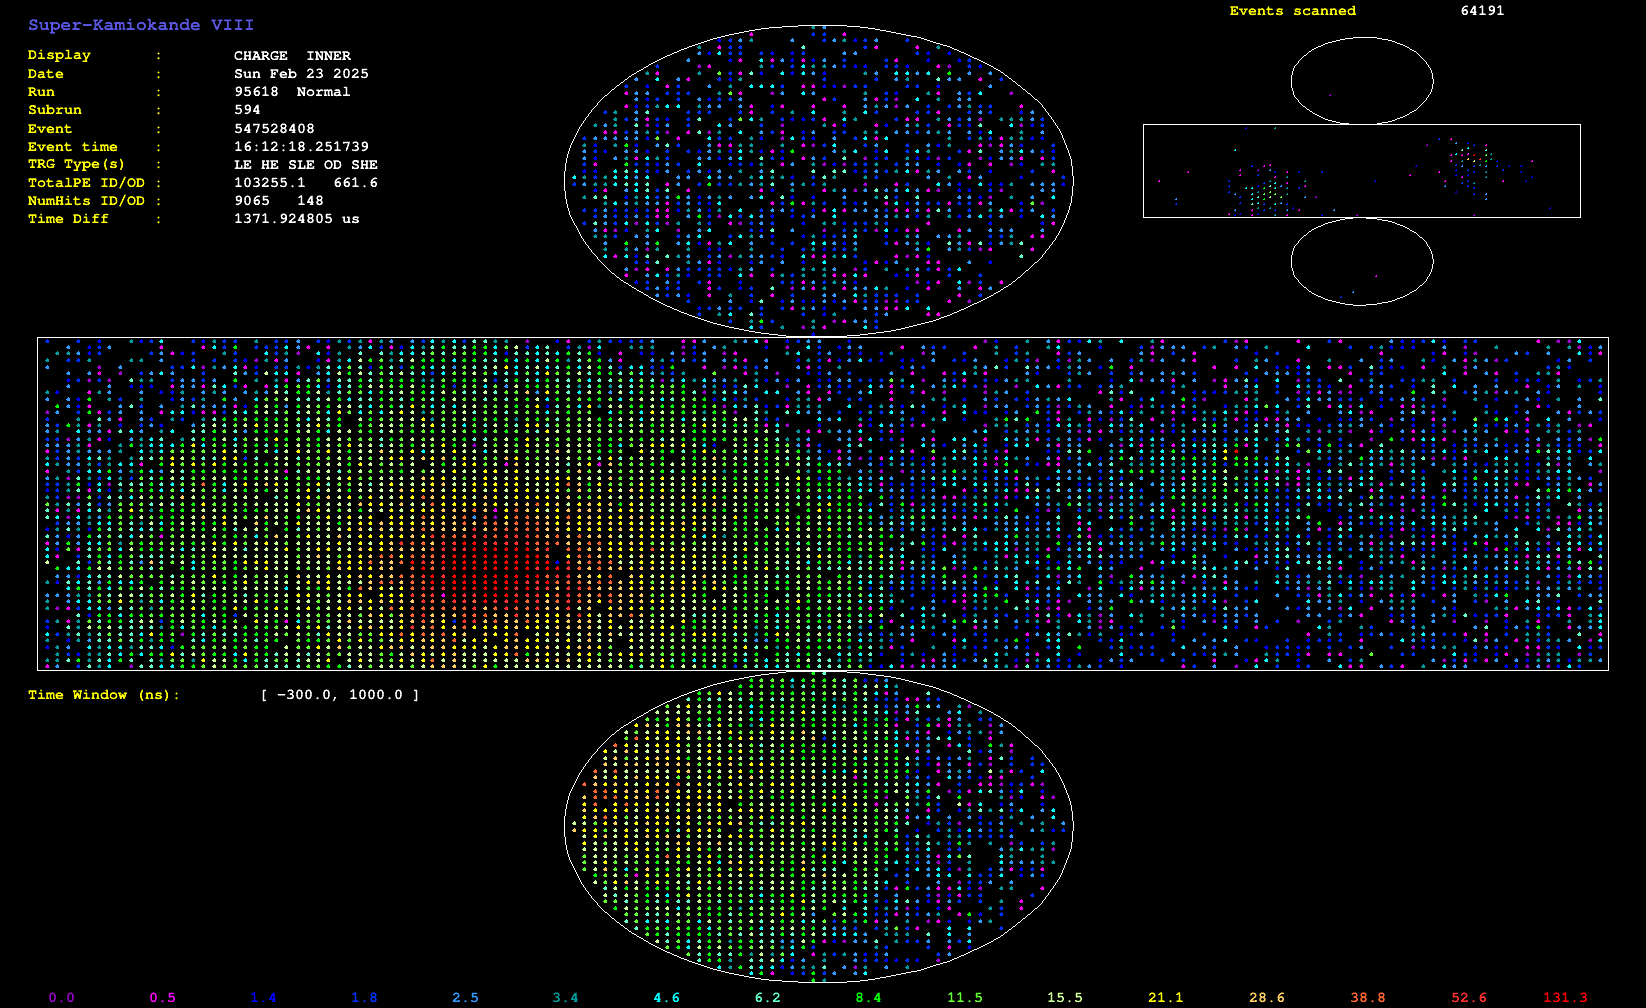 Super-Kamiokande VIII
Events scanned 64191
Display : CHARGE INNER
Date : Sun Feb 23 2025
Run : 95618 Normal
Subrun : 594
Event : 547528408
Event time : 16:12:18.251739
TRG Type(s) : LE HE SLE OD SHE
TotalPE ID/OD : 103255.1 661.6
NumHits ID/OD : 9065 148
Time Diff : 1371.924805 us
Time Window (ns): [ -300.0, 1000.0 ]
0.0 0.5 1.4 1.8 2.5 3.4 4.6 6.2 8.4 11.5 15.5 21.1 28.6 38.8 52.6 131.3